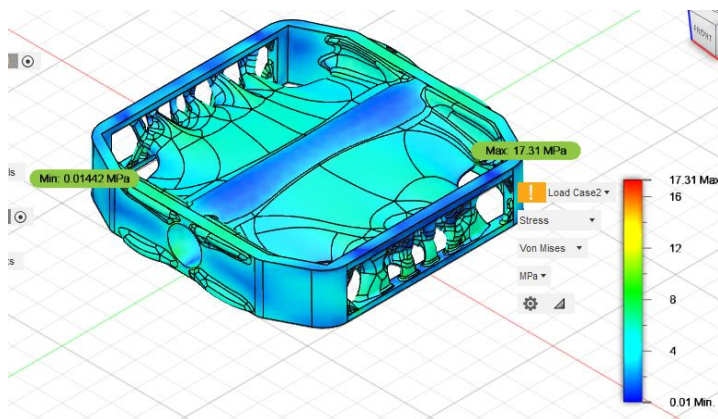 FRONT
Min: 0.01442 MPa
Max: 17.31 MPa
Load Case2
Stress
Von Mises
MPa
17.31 Max
16
12
8
4
0.01 Min.